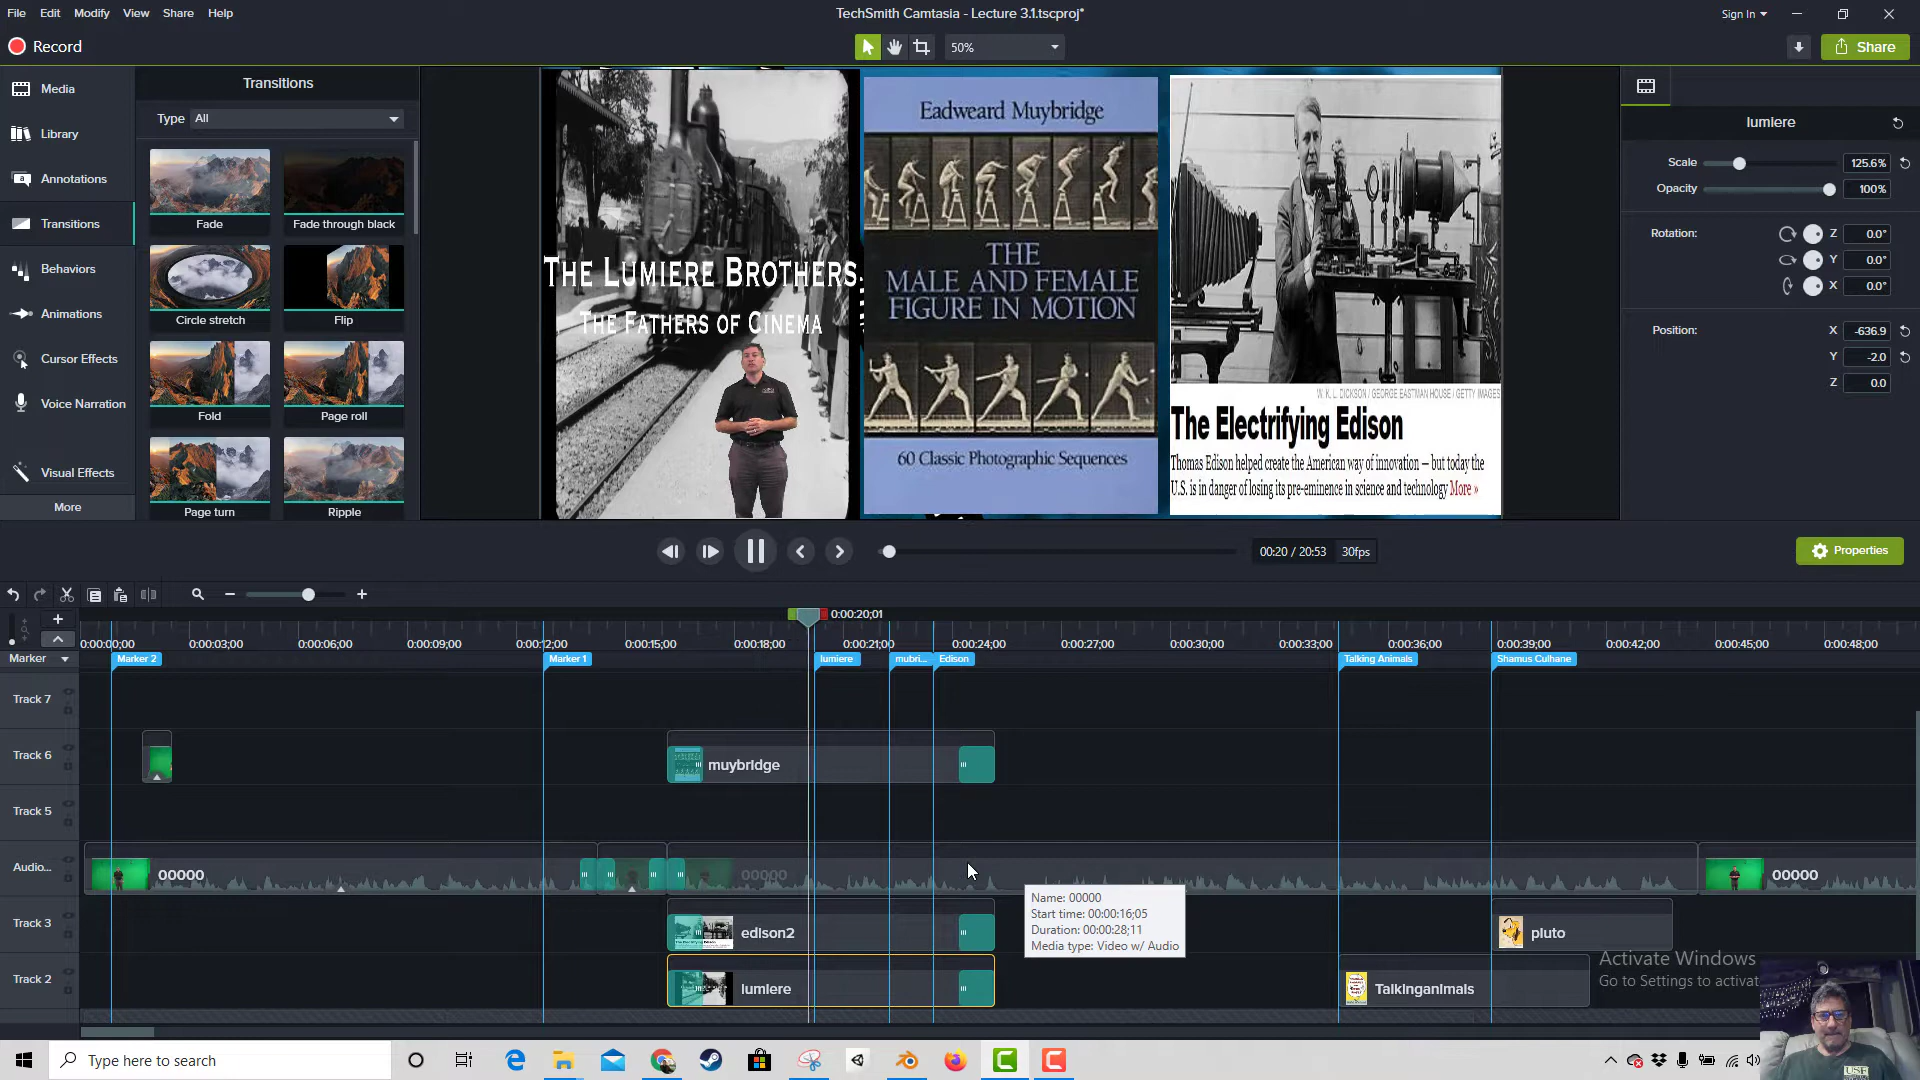 File Edit Modify View Share Help
TechSmith Camtasia - Lecture 3.1.tscproj*
Sign In
Record
50%
Share
Media
Library
Annotations
Transitions
Behaviors
Animations
Cursor Effects
Voice Narration
Visual Effects
More
Transitions
Type All
Fade
Fade through black
Circle stretch
Flip
Fold
Page roll
Page turn
Ripple
THE LUMIERE BROTHERS
THE FATHERS OF CINEMA
Eadweard Muybridge
THE
MALE AND FEMALE
FIGURE IN MOTION
60 Classic Photographic Sequences
W. K. L. DICKSON / GEORGE EASTMAN HOUSE / GETTY IMAGES
The Electrifying Edison
Thomas Edison helped create the American way of innovation — but today the
U.S. is in danger of losing its pre-eminence in science and technology More »
lumiere
Scale 125.6%
Opacity 100%
Rotation: Z 0.0°
Y 0.0°
X 0.0°
Position: X -636.9
Y -2.0
Z 0.0
00:20 / 20:53 30fps
Properties
0:00:20;01
0:00:00;00 0:00:03;00 0:00:06;00 0:00:09;00 0:00:12;00 0:00:15;00 0:00:18;00 0:00:21;00 0:00:24;00 0:00:27;00 0:00:30;00 0:00:33;00 0:00:36;00 0:00:39;00 0:00:42;00 0:00:45;00 0:00:48;00
Marker
Marker 2 Marker 1 lumiere mubri... Edison Talking Animals Shamus Culhane
Track 7
Track 6
muybridge
Track 5
Audio...
00000 00000 00000
Name: 00000
Start time: 00:00:16;05
Duration: 00:00:28;11
Media type: Video w/ Audio
Track 3
edison2 pluto
Track 2
lumiere Talkinganimals
Activate Windows
Go to Settings to activat
Type here to search
USF